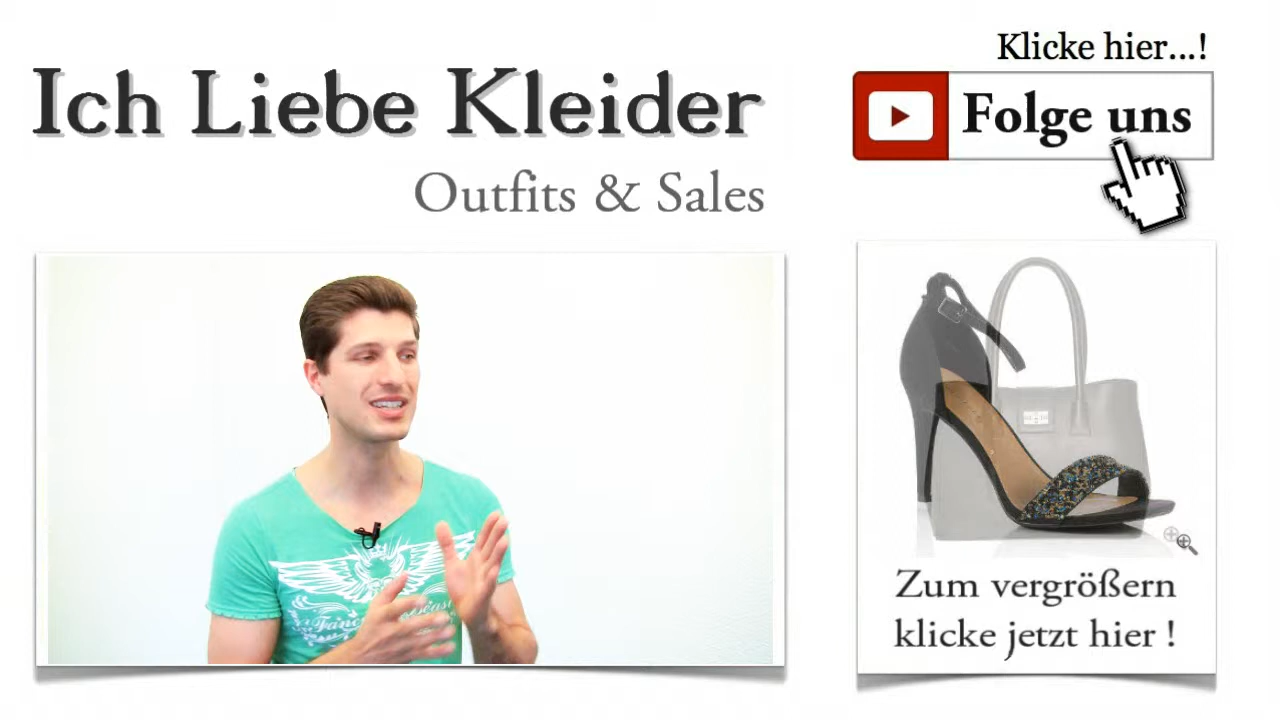 Ich Liebe Kleider
Outfits & Sales
Klicke hier...!
Folge uns
Zum vergrößern
klicke jetzt hier !